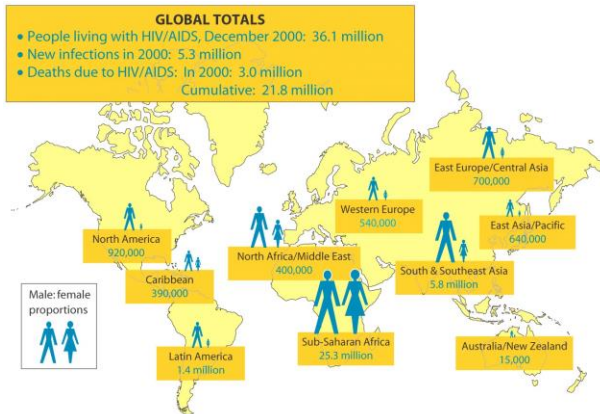 GLOBAL TOTALS
• People living with HIV/AIDS, December 2000: 36.1 million
• New infections in 2000: 5.3 million
• Deaths due to HIV/AIDS: In 2000: 3.0 million
Cumulative: 21.8 million
East Europe/Central Asia
700,000
Western Europe
540,000
East Asia/Pacific
640,000
North America
920,000
North Africa/Middle East
400,000
South & Southeast Asia
5.8 million
Caribbean
390,000
Male: female
proportions
Sub-Saharan Africa
25.3 million
Australia/New Zealand
15,000
Latin America
1.4 million